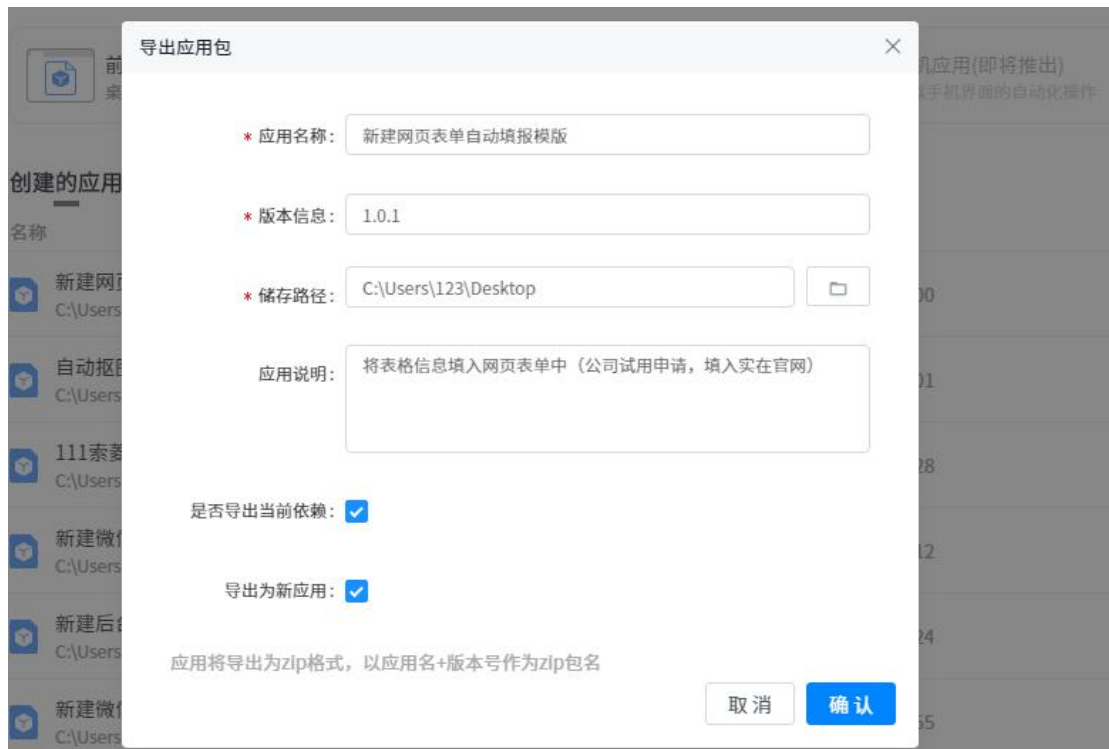 导出应用包
前
桌
机应用(即将推出)
手机界面的自动化操作
* 应用名称:
新建网页表单自动填报模版
创建的应用
* 版本信息:
1.0.1
名称
新建网页
C:\Users
* 储存路径:
C:\Users\123\Desktop
00
自动抠图
C:\Users
应用说明:
将表格信息填入网页表单中（公司试用申请，填入实在官网）
01
111索菱
C:\Users
28
是否导出当前依赖:
新建微信
C:\Users
12
导出为新应用:
新建后台
C:\Users
24
应用将导出为zip格式，以应用名+版本号作为zip包名
新建微信
C:\Users
取消
确认
55